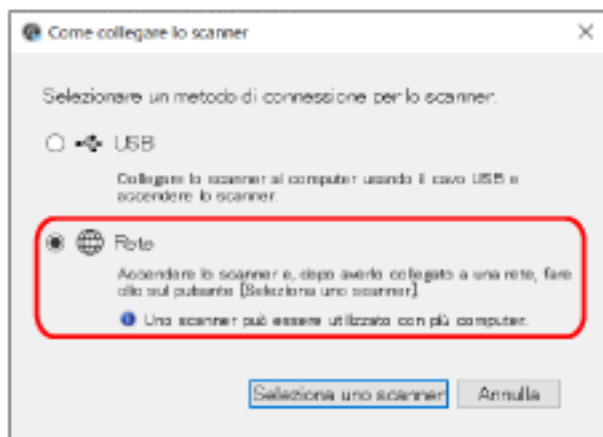 Come collegare lo scanner
Selezionare un metodo di connessione per lo scanner.
USB
Collegare lo scanner al computer usando il cavo USB e
accendere lo scanner.
Rete
Accendere lo scanner e, dopo averlo collegato a una rete, fare
clic sul pulsante [Seleziona uno scanner].
Uno scanner può essere utilizzato con più computer.
Seleziona uno scanner
Annulla